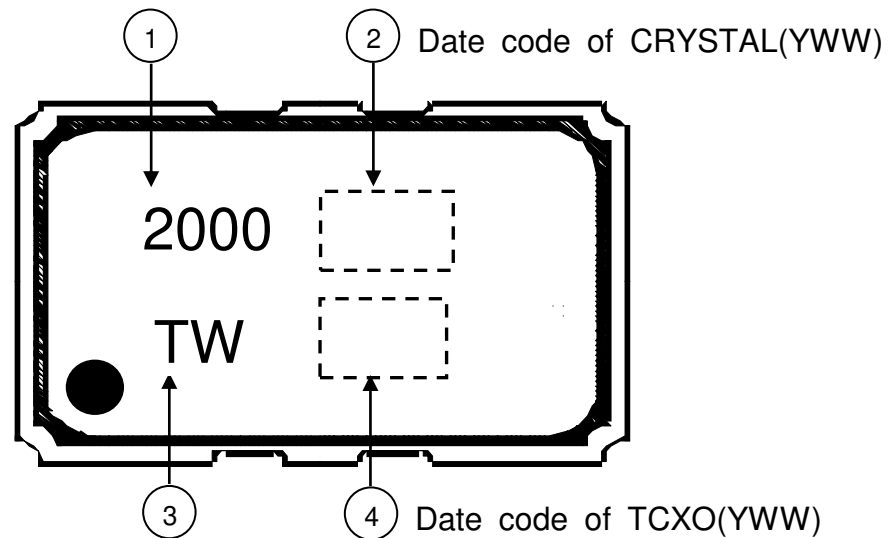 1
2 Date code of CRYSTAL(YWW)
2000
TW
3
4 Date code of TCXO(YWW)